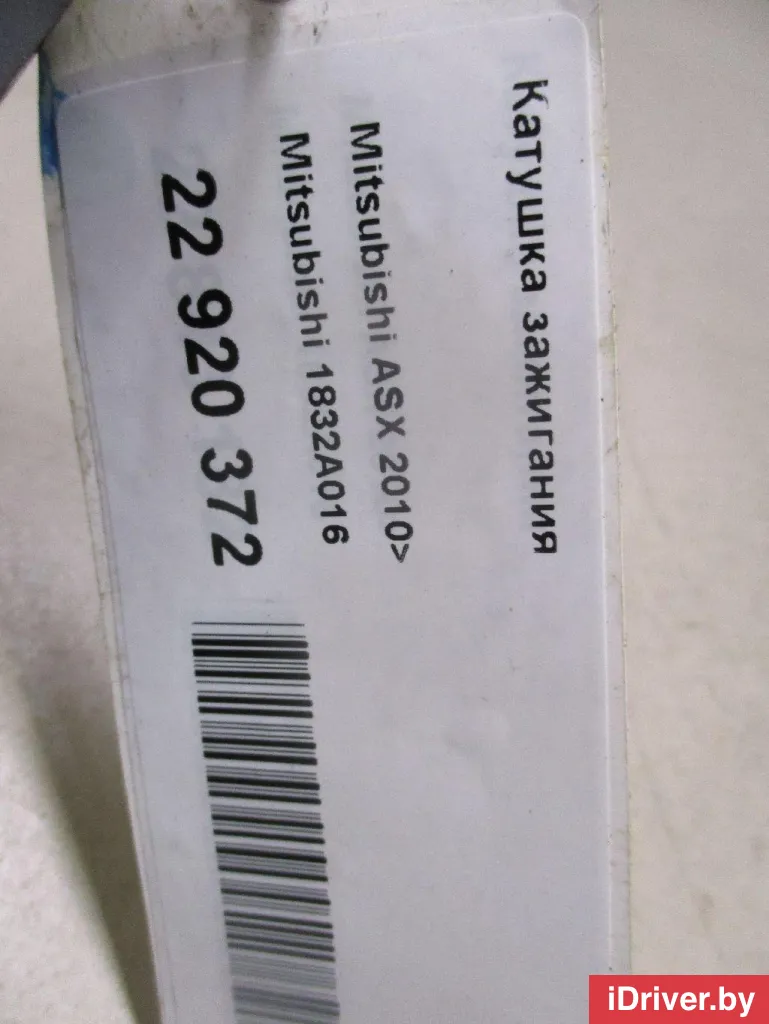 Катушка зажигания
Mitsubishi ASX 2010>
Mitsubishi 1832A016
22 920 372
iDriver.by